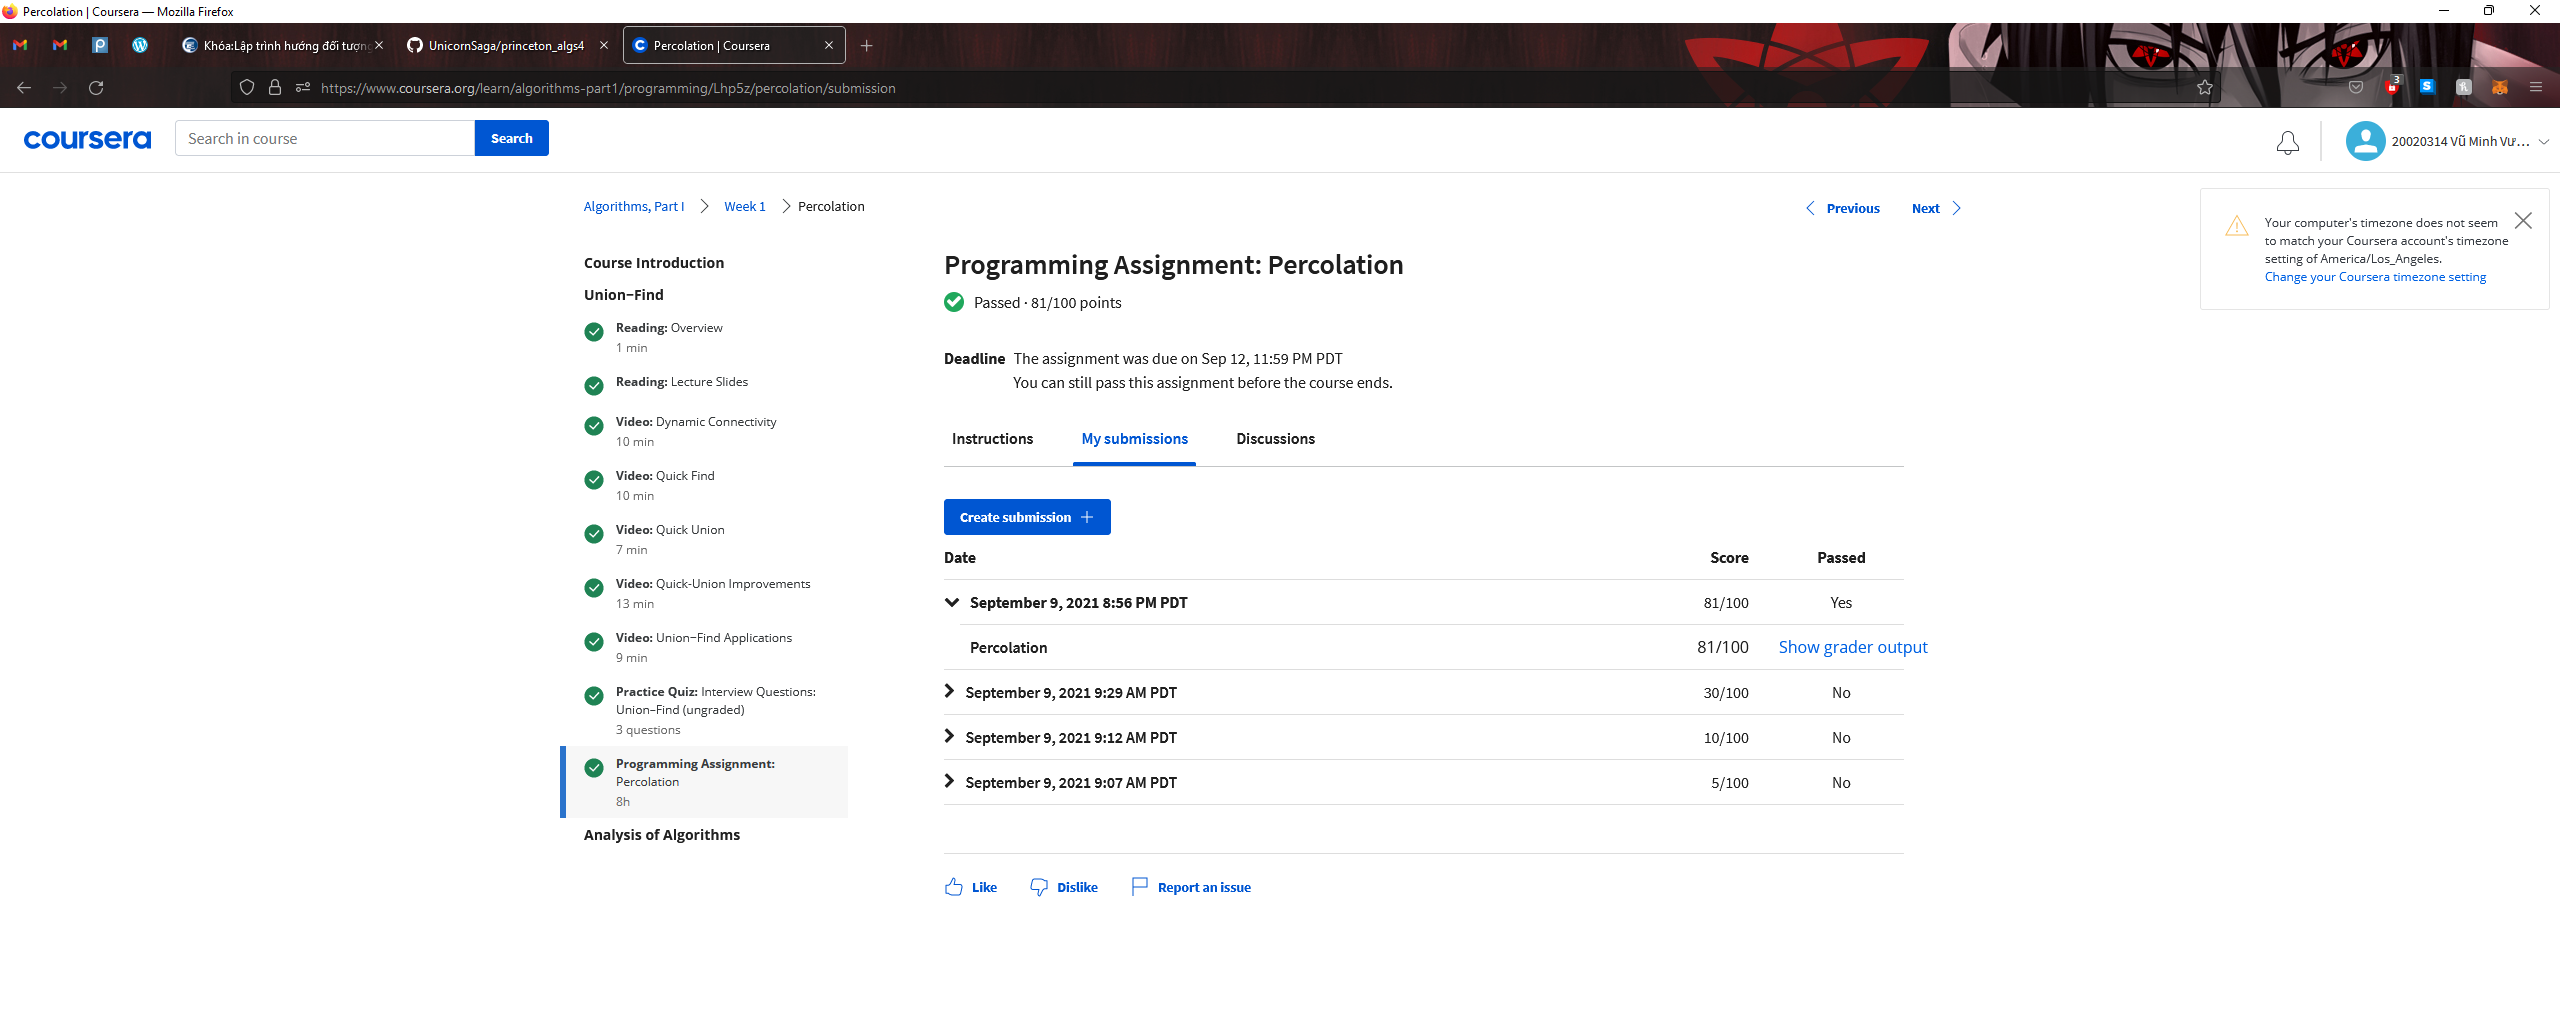 Percolation | Coursera — Mozilla Firefox
Khóa:Lập trình hướng đối tượng
UnicornSaga/princeton_algs4
Percolation | Coursera
https://www.coursera.org/learn/algorithms-part1/programming/Lhp5z/percolation/submission
3
coursera
Search in course
Search
20020314 Vũ Minh Vư...
Algorithms, Part I
Week 1
Percolation
Previous
Next
Your computer's timezone does not seem
to match your Coursera account's timezone
setting of America/Los_Angeles.
Change your Coursera timezone setting
Course Introduction
Union–Find
Reading: Overview
1 min
Reading: Lecture Slides
Video: Dynamic Connectivity
10 min
Video: Quick Find
10 min
Video: Quick Union
7 min
Video: Quick-Union Improvements
13 min
Video: Union–Find Applications
9 min
Practice Quiz: Interview Questions:
Union–Find (ungraded)
3 questions
Programming Assignment:
Percolation
8h
Analysis of Algorithms
Programming Assignment: Percolation
Passed · 81/100 points
Deadline The assignment was due on Sep 12, 11:59 PM PDT
You can still pass this assignment before the course ends.
Instructions
My submissions
Discussions
Create submission
Date Score Passed
September 9, 2021 8:56 PM PDT 81/100 Yes
Percolation 81/100 Show grader output
September 9, 2021 9:29 AM PDT 30/100 No
September 9, 2021 9:12 AM PDT 10/100 No
September 9, 2021 9:07 AM PDT 5/100 No
Like
Dislike
Report an issue